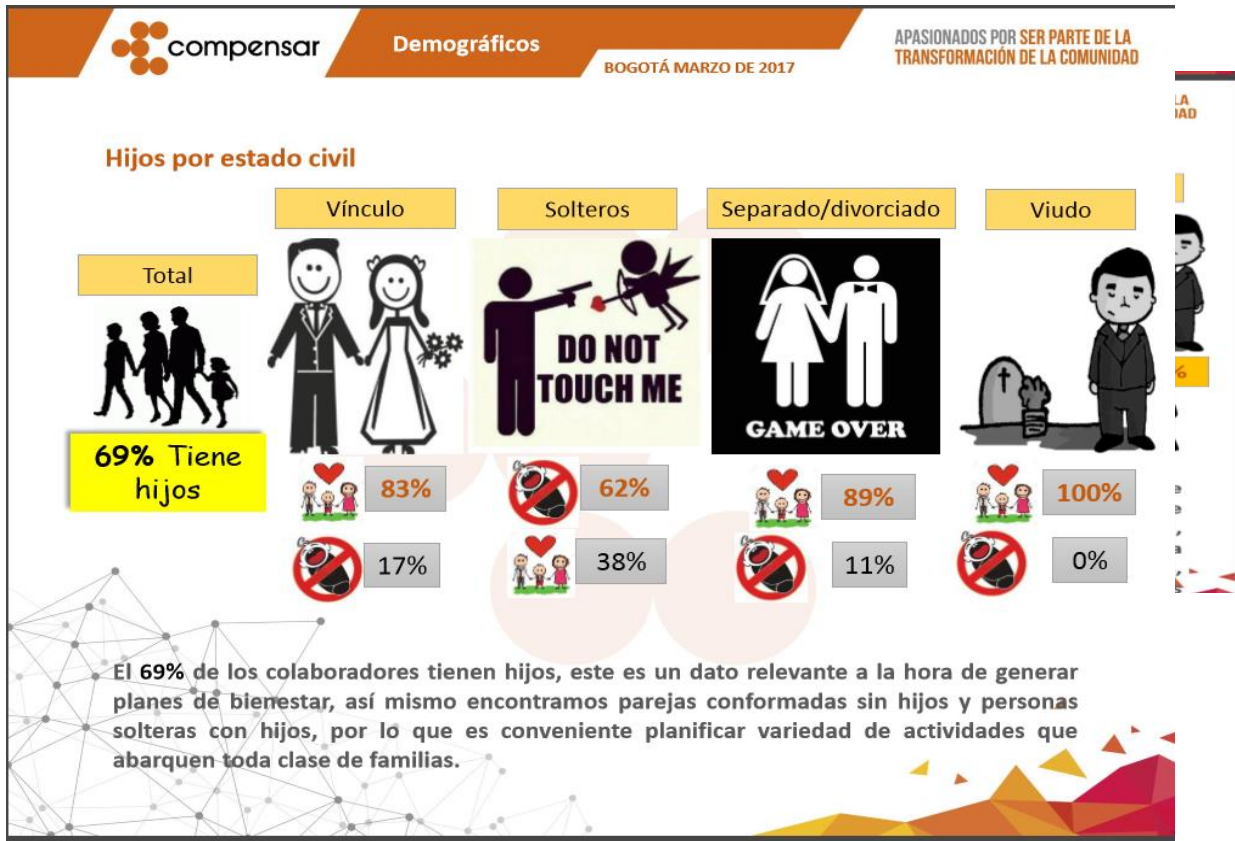 compensar
Demográficos
BOGOTÁ MARZO DE 2017
APASIONADOS POR SER PARTE DE LA
TRANSFORMACIÓN DE LA COMUNIDAD
LA
DAD
Hijos por estado civil
Vínculo
Solteros
Separado/divorciado
Viudo
Total
DO NOT
TOUCH ME
GAME OVER
69% Tiene
hijos
83%
62%
89%
100%
17%
38%
11%
0%
El 69% de los colaboradores tienen hijos, este es un dato relevante a la hora de generar
planes de bienestar, así mismo encontramos parejas conformadas sin hijos y personas
solteras con hijos, por lo que es conveniente planificar variedad de actividades que
abarquen toda clase de familias.